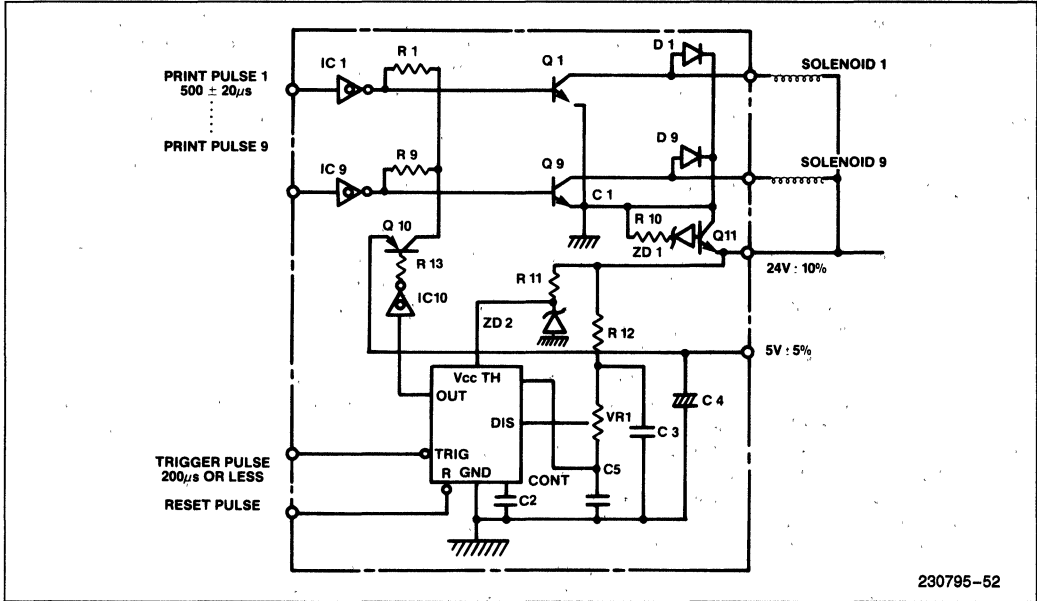 PRINT PULSE 1
500 ± 20µs
PRINT PULSE 9
IC 1
R 1
Q 1
D 1
SOLENOID 1
IC 9
R 9
Q 9
D 9
SOLENOID 9
C 1
R 10
ZD 1
Q11
24V : 10%
Q 10
R 13
IC10
R 11
ZD 2
R 12
5V : 5%
Vcc TH
OUT
DIS
VR1
C 3
C 4
TRIGGER PULSE
200µs OR LESS
TRIG
R GND
CONT
C5
C2
RESET PULSE
230795-52